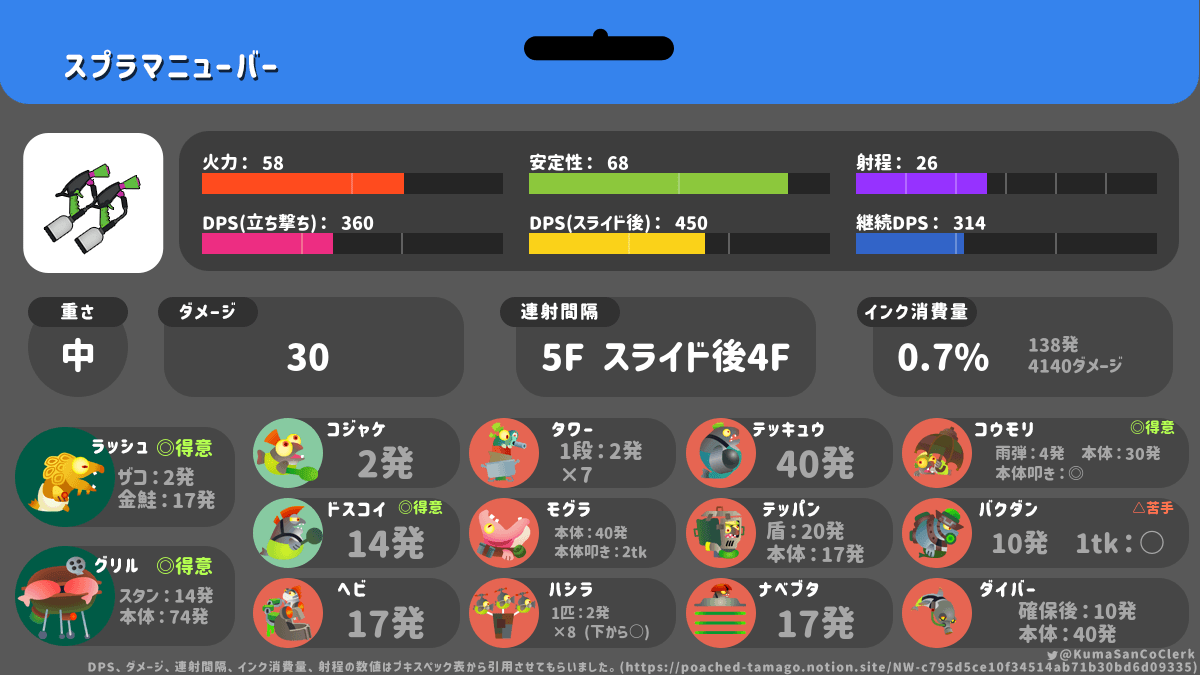 スプラマニューバー
火力： 58
安定性： 68
射程： 26
DPS(立ち撃ち)： 360
DPS(スライド後)： 450
継続DPS： 314
重さ
中
ダメージ
30
連射間隔
5F スライド後4F
インク消費量
0.7%
138発
4140ダメージ
ラッシュ ◎得意
ザコ：2発
金鮭：17発
グリル ◎得意
スタン：14発
本体：74発
コジャケ
2発
タワー
1段：2発
×7
テッキュウ
40発
コウモリ ◎得意
雨弾：4発 本体：30発
本体叩き：◎
ドスコイ ◎得意
14発
モグラ
本体：40発
本体叩き：2tk
テッパン
盾：20発
本体：17発
バクダン △苦手
10発 1tk：○
ヘビ
17発
ハシラ
1匹：2発
×8 (下から○)
ナベブタ
17発
ダイバー
確保後：10発
本体：40発
@KumaSanCoClerk
DPS、ダメージ、連射間隔、インク消費量、射程の数値はブキスペック表から引用させてもらいました。(https://poached-tamago.notion.site/NW-c795d5ce10f34514ab71b30bd6d09335)